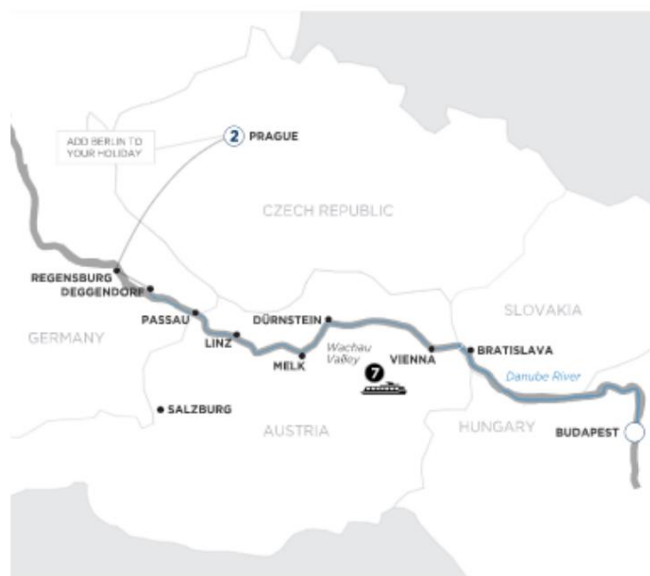 ADD BERLIN TO
YOUR HOLIDAY
2 PRAGUE
CZECH REPUBLIC
REGENSBURG
DEGGENDORF
SLOVAKIA
PASSAU
DÜRNSTEIN
GERMANY
LINZ
Wachau
Valley
MELK
VIENNA
BRATISLAVA
7
Danube River
SALZBURG
AUSTRIA
HUNGARY
BUDAPEST